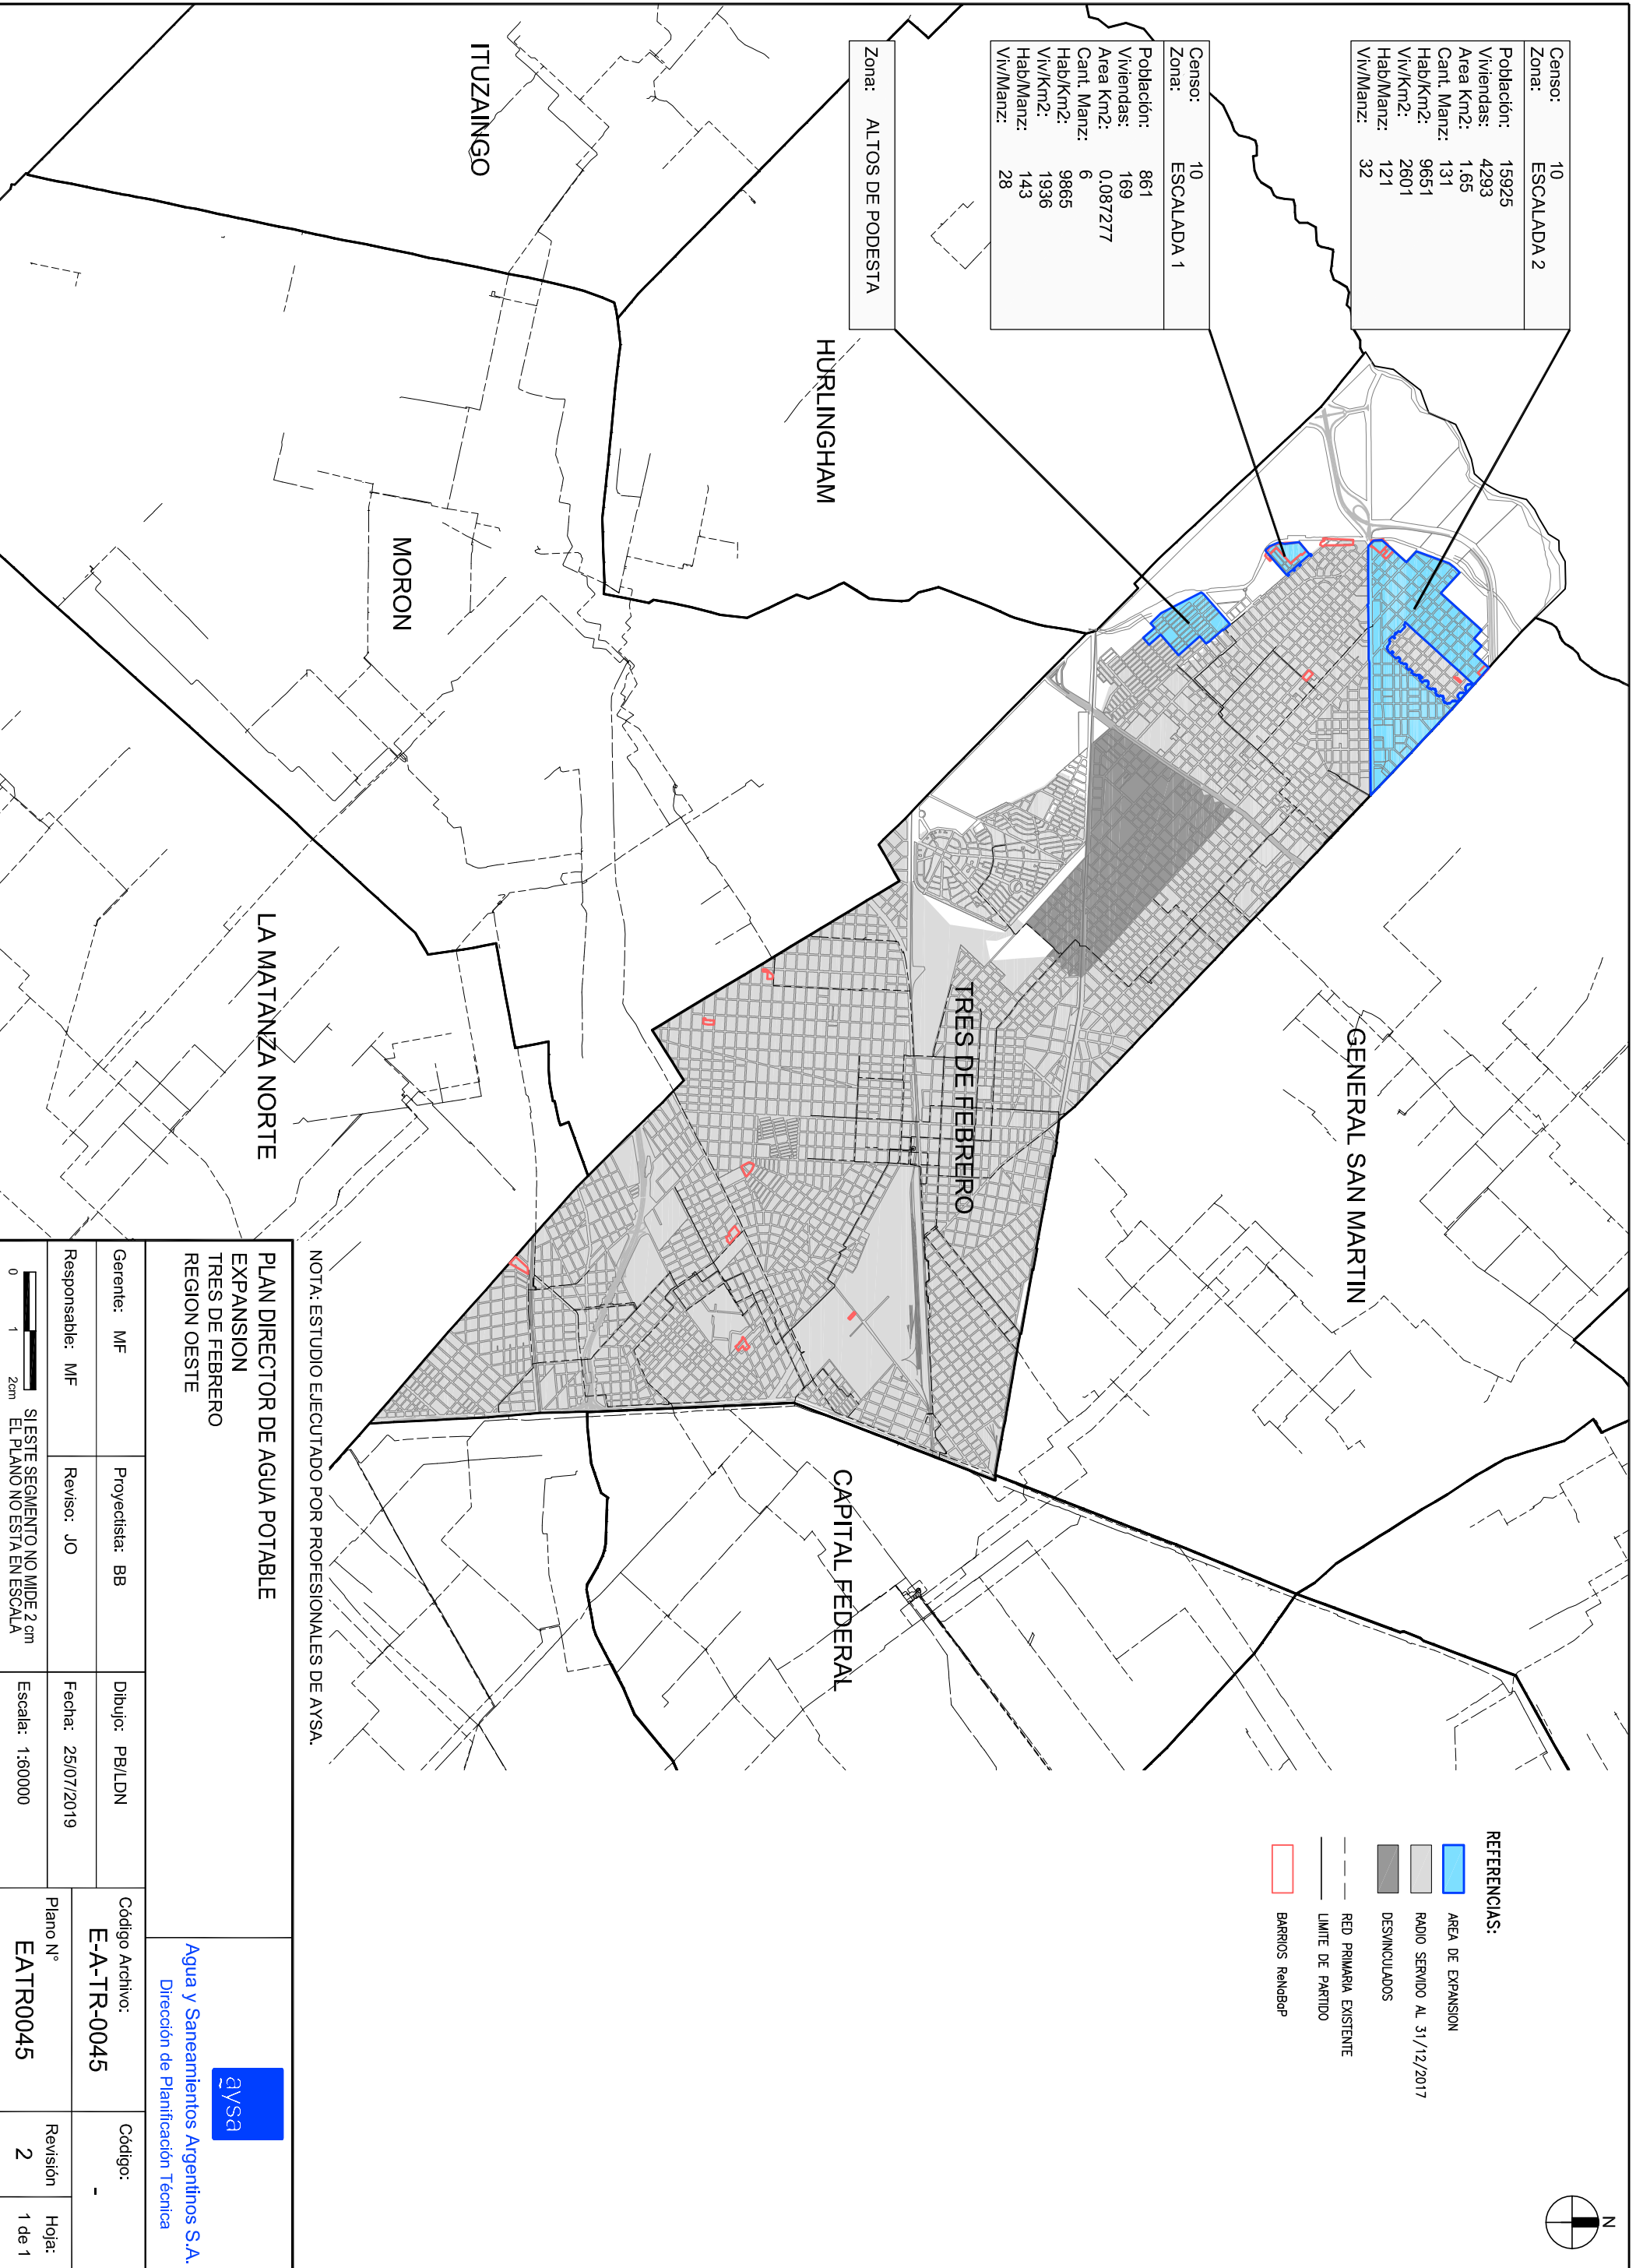 Censo: 10
Zona: ESCALADA 2
Población: 15925
Viviendas: 4293
Area Km2: 1.65
Cant. Manz: 131
Hab/Km2: 9651
Viv/Km2: 2601
Hab/Manz: 121
Viv/Manz: 32
Censo: 10
Zona: ESCALADA 1
Población: 861
Viviendas: 169
Area Km2: 0.087277
Cant. Manz: 6
Hab/Km2: 9865
Viv/Km2: 1936
Hab/Manz: 143
Viv/Manz: 28
Zona: ALTOS DE PODESTA
ITUZAINGO
HURLINGHAM
MORON
GENERAL SAN MARTIN
TRES DE FEBRERO
LA MATANZA NORTE
CAPITAL FEDERAL
N
REFERENCIAS:
AREA DE EXPANSION
RADIO SERVIDO AL 31/12/2017
DESVINCULADOS
RED PRIMARIA EXISTENTE
LIMITE DE PARTIDO
BARRIOS ReNaBaP
NOTA: ESTUDIO EJECUTADO POR PROFESIONALES DE AYSA.
PLAN DIRECTOR DE AGUA POTABLE
EXPANSION
TRES DE FEBRERO
REGION OESTE
aysa
Agua y Saneamientos Argentinos S.A.
Dirección de Planificación Técnica
Gerente: MF
Proyectista: BB
Dibujo: PB/LDN
Código Archivo:
E-A-TR-0045
Código:
-
Responsable: MF
Reviso: JO
Fecha: 25/07/2019
Plano N°
EATR0045
Revisión
2
Hoja:
1 de 1
0 1 2cm
SI ESTE SEGMENTO NO MIDE 2 cm
EL PLANO NO ESTA EN ESCALA
Escala: 1:60000